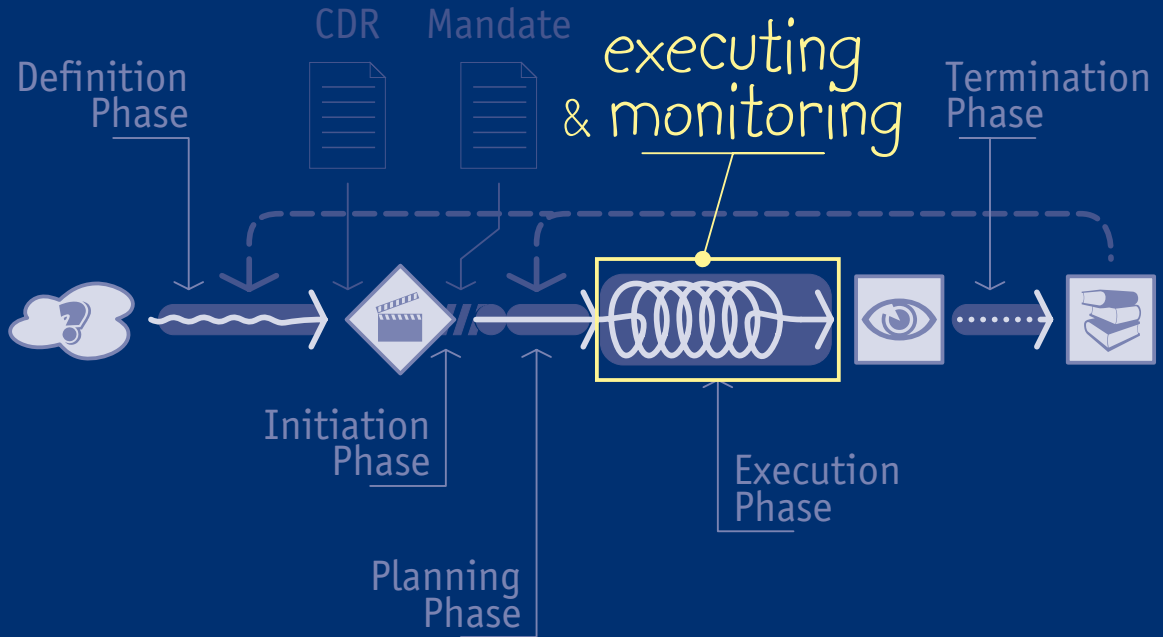 CDR
Mandate
executing
& monitoring
Definition
Phase
Termination
Phase
?
Initiation
Phase
Execution
Phase
Planning
Phase